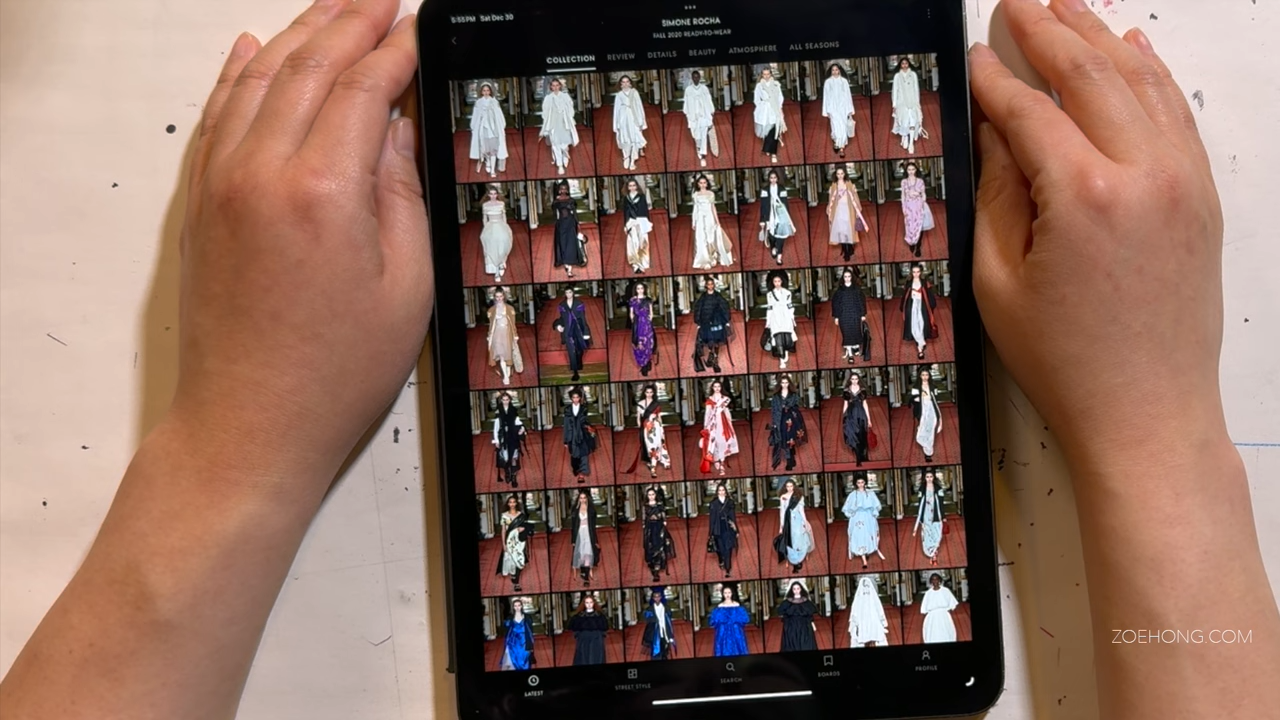 5:55 PM Sat Dec 30
SIMONE ROCHA
FALL 2020 READY-TO-WEAR
COLLECTION REVIEW DETAILS BEAUTY ATMOSPHERE ALL SEASONS
LATEST STREET STYLE SEARCH BOARDS PROFILE
ZOEHONG.COM